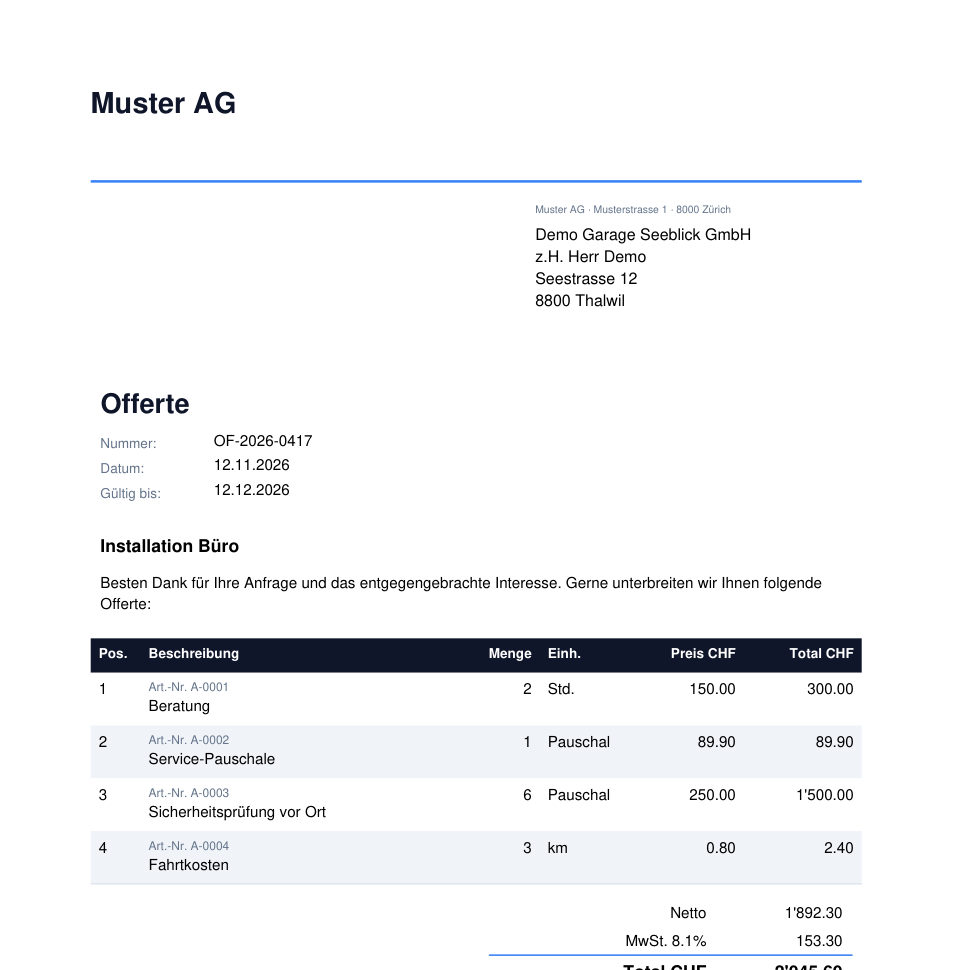 Muster AG
Muster AG · Musterstrasse 1 · 8000 Zürich
Demo Garage Seeblick GmbH
z.H. Herr Demo
Seestrasse 12
8800 Thalwil
Offerte
Nummer: OF-2026-0417
Datum: 12.11.2026
Gültig bis: 12.12.2026
Installation Büro
Besten Dank für Ihre Anfrage und das entgegengebrachte Interesse. Gerne unterbreiten wir Ihnen folgende
Offerte:
Pos. Beschreibung Menge Einh. Preis CHF Total CHF
1 Art.-Nr. A-0001 2 Std. 150.00 300.00
Beratung
2 Art.-Nr. A-0002 1 Pauschal 89.90 89.90
Service-Pauschale
3 Art.-Nr. A-0003 6 Pauschal 250.00 1'500.00
Sicherheitsprüfung vor Ort
4 Art.-Nr. A-0004 3 km 0.80 2.40
Fahrtkosten
Netto 1'892.30
MwSt. 8.1% 153.30
Total CHF 2'045.60